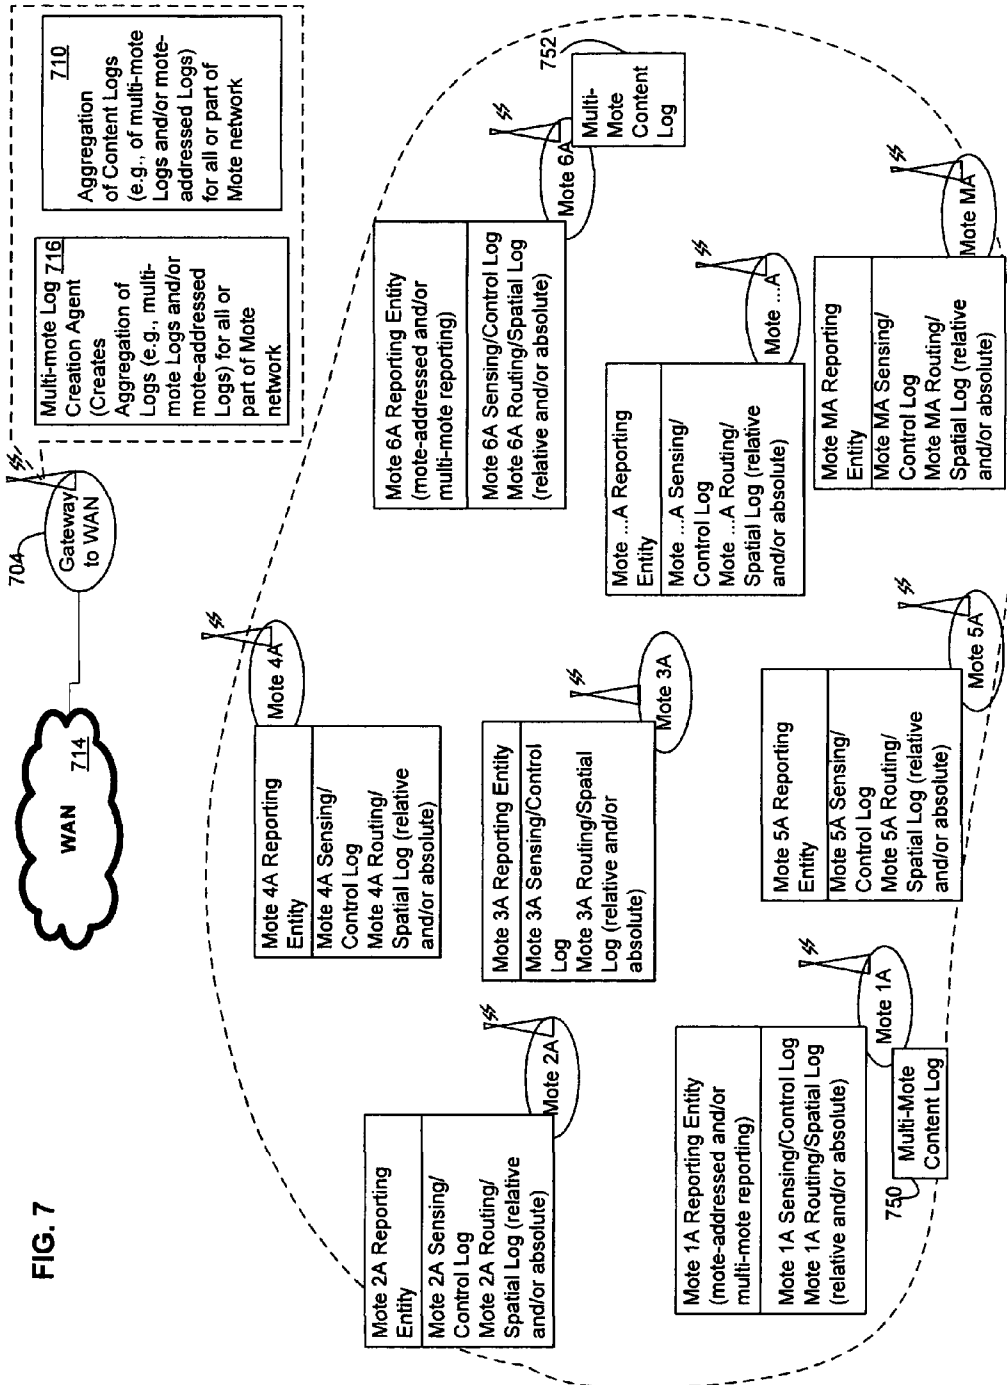 FIG. 7
WAN
714
704
Gateway
to WAN
Multi-mote Log 716
Creation Agent
(Creates
Aggregation of
Logs (e.g., multi-
mote Logs and/or
mote-addressed
Logs) for all or
part of Mote
network
710
Aggregation
of Content Logs
(e.g., of multi-mote
Logs and/or mote-
addressed Logs)
for all or part of
Mote network
Mote 2A Reporting
Entity
Mote 2A Sensing/
Control Log
Mote 2A Routing/
Spatial Log (relative
and/or absolute)
Mote 2A
Mote 4A Reporting
Entity
Mote 4A Sensing/
Control Log
Mote 4A Routing/
Spatial Log (relative
and/or absolute)
Mote 4A
Mote 6A Reporting Entity
(mote-addressed and/or
multi-mote reporting)
Mote 6A Sensing/Control Log
Mote 6A Routing/Spatial Log
(relative and/or absolute)
Mote 6A
752
Multi-
Mote
Content
Log
Mote 3A Reporting Entity
Mote 3A Sensing/Control
Log
Mote 3A Routing/Spatial
Log (relative and/or
absolute)
Mote 3A
Mote ...A Reporting
Entity
Mote ...A Sensing/
Control Log
Mote ...A Routing/
Spatial Log (relative
and/or absolute)
Mote ...A
Mote 1A Reporting Entity
(mote-addressed and/or
multi-mote reporting)
Mote 1A Sensing/Control Log
Mote 1A Routing/Spatial Log
(relative and/or absolute)
Mote 1A
750
Multi-Mote
Content Log
Mote 5A Reporting
Entity
Mote 5A Sensing/
Control Log
Mote 5A Routing/
Spatial Log (relative
and/or absolute)
Mote 5A
Mote MA Reporting
Entity
Mote MA Sensing/
Control Log
Mote MA Routing/
Spatial Log (relative
and/or absolute)
Mote MA